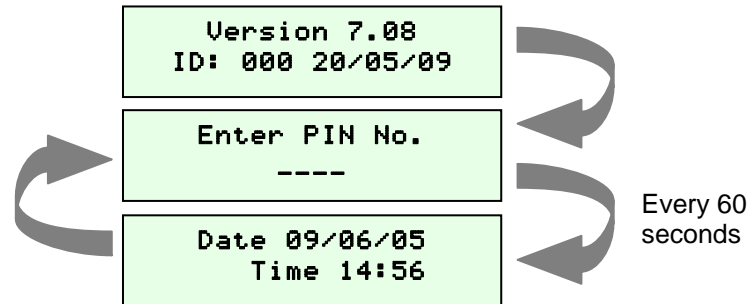 Version 7.08
ID: 000 20/05/09
Enter PIN No.
----
Every 60
seconds
Date 09/06/05
Time 14:56